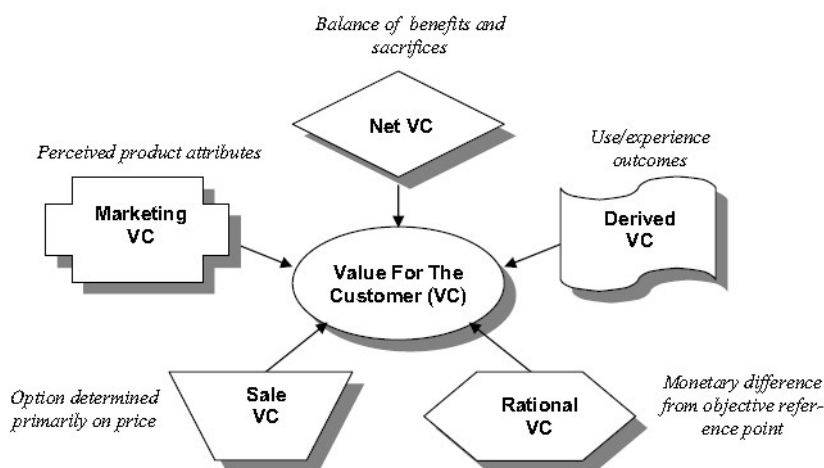 Balance of benefits and
sacrifices
Net VC
Perceived product attributes
Marketing
VC
Use/experience
outcomes
Derived
VC
Value For The
Customer (VC)
Option determined
primarily on price
Sale
VC
Rational
VC
Monetary difference
from objective refer-
ence point